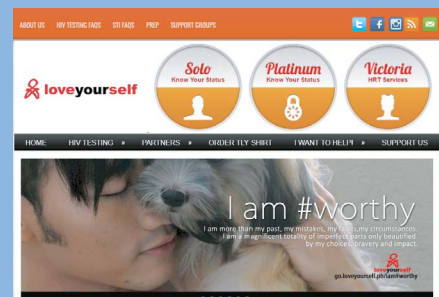 ABOUT US HIV TESTING FAQS STI FAQS PREP SUPPORT GROUPS
loveyourself
Solo
Know Your Status
Platinum
Know Your Status
Victoria
HRT Services
HOME HIV TESTING » PARTNERS » ORDER TLY SHIRT I WANT TO HELP! » SUPPORT US
I am #worthy
I am more than my past, my mistakes, my faults, my circumstances.
I am a magnificent totality of imperfect parts only beautified
by my choices, bravery and impact.
loveyourself
go.loveyourself.ph/iamworthy